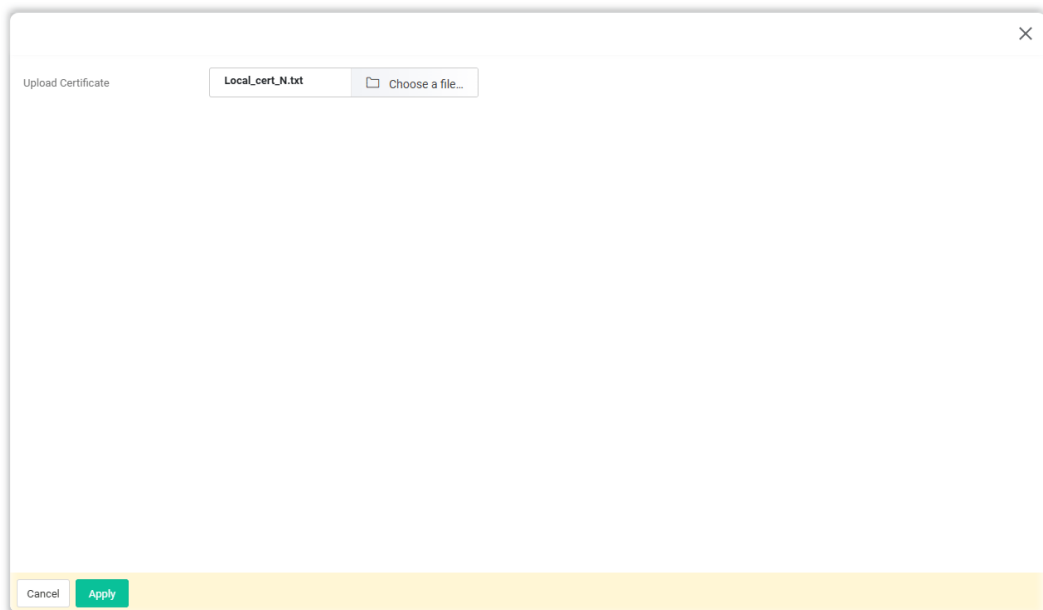 Upload Certificate
Local_cert_N.txt
Choose a file...
Cancel
Apply